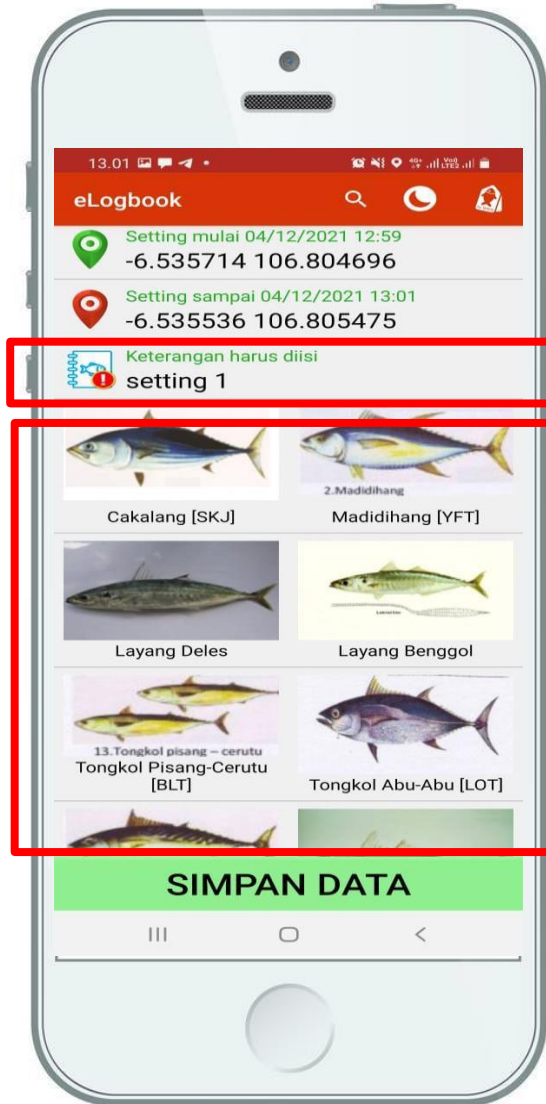 13.01
eLogbook
Setting mulai 04/12/2021 12:59
-6.535714 106.804696
Setting sampai 04/12/2021 13:01
-6.535536 106.805475
Keterangan harus diisi
setting 1
2.Madidihang
Cakalang [SKJ]
Madidihang [YFT]
Layang Deles
Layang Benggol
13.Tongkol pisang – cerutu
Tongkol Pisang-Cerutu
[BLT]
Tongkol Abu-Abu [LOT]
SIMPAN DATA